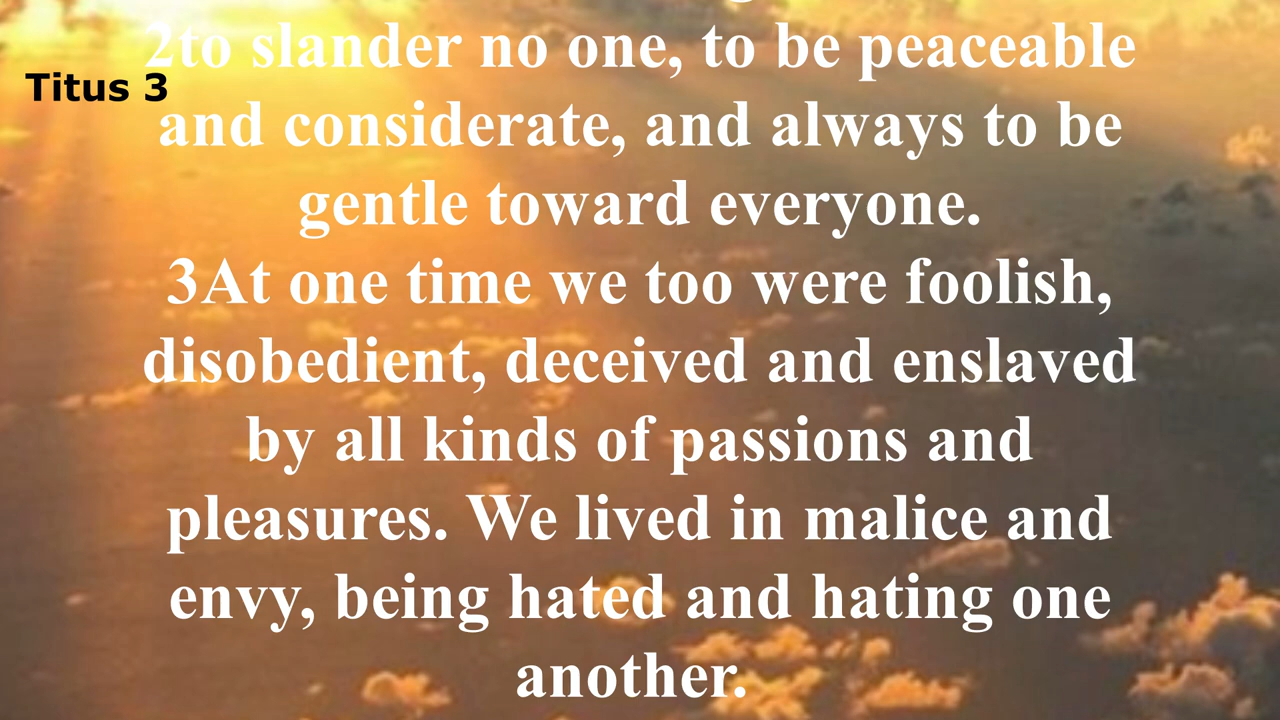 2to slander no one, to be peaceable
Titus 3
and considerate, and always to be
gentle toward everyone.
3At one time we too were foolish,
disobedient, deceived and enslaved
by all kinds of passions and
pleasures. We lived in malice and
envy, being hated and hating one
another.